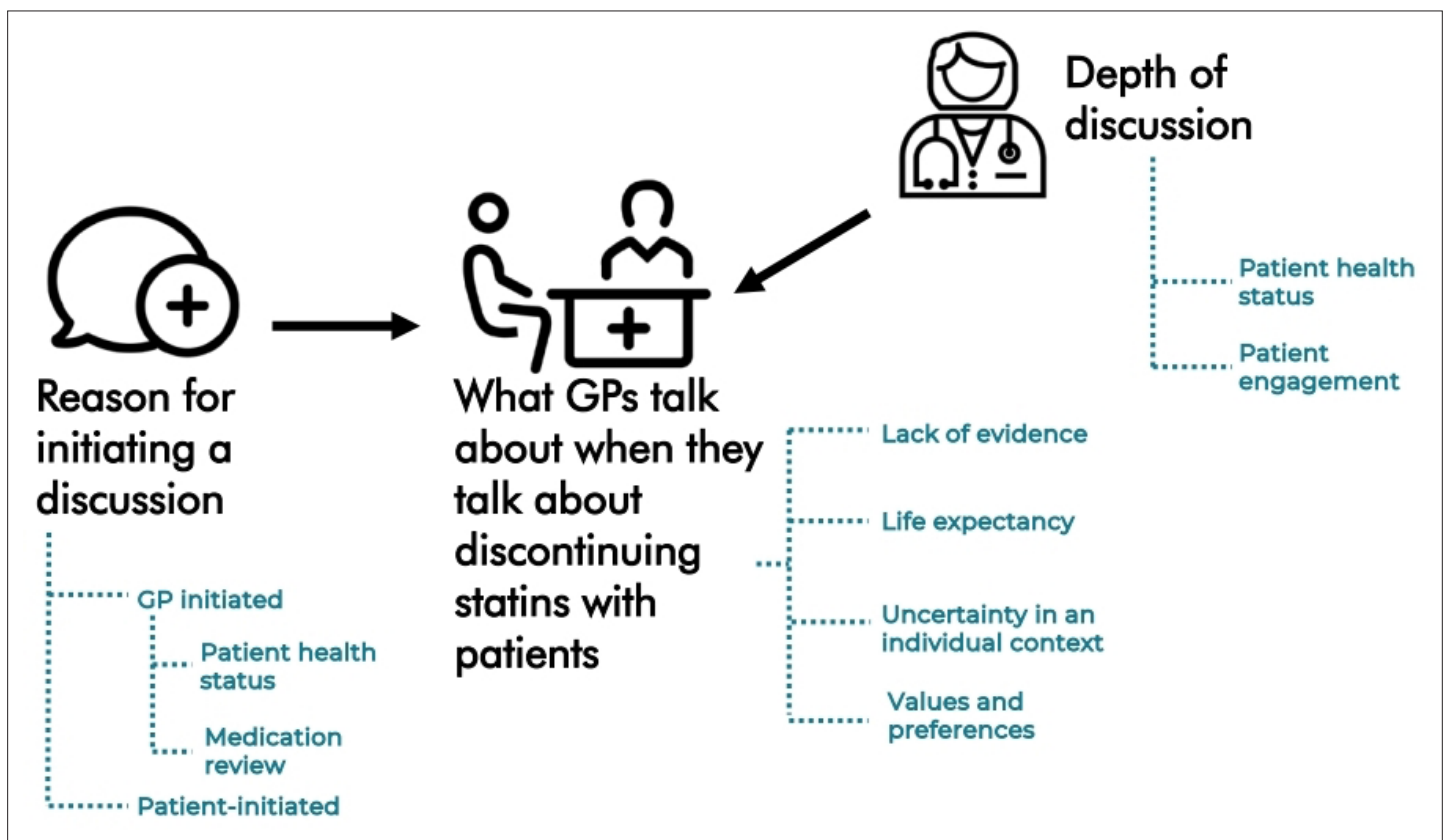 Depth of
discussion
Patient health
status
Patient
engagement
Reason for
initiating a
discussion
GP initiated
Patient health
status
Medication
review
Patient-initiated
What GPs talk
about when they
talk about
discontinuing
statins with
patients
Lack of evidence
Life expectancy
Uncertainty in an
individual context
Values and
preferences